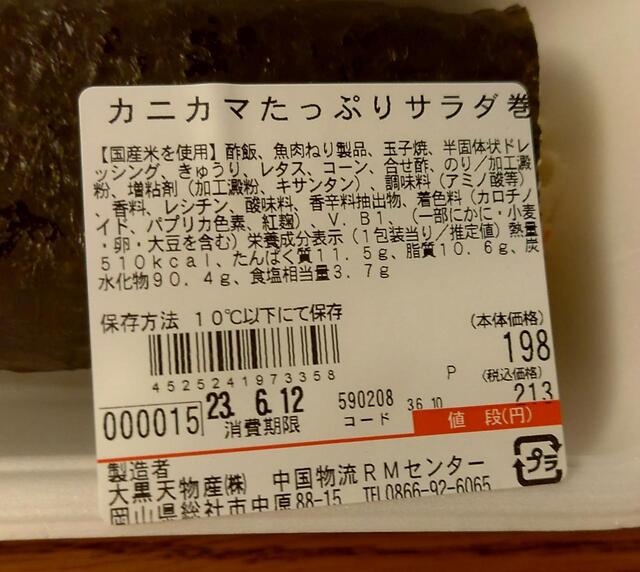 カニカマたっぷりサラダ巻
【国産米を使用】酢飯、魚肉ねり製品、玉子焼、半固体状ドレ
ッシング、きゅうり、レタス、コーン、合せ酢、のり／加工澱
粉、増粘剤（加工澱粉、キサンタン）、調味料（アミノ酸等）
、香料、レシチン、酸味料、香辛料抽出物、着色料（カロチノ
イド、パプリカ色素、紅麹）、Ｖ．Ｂ１、（一部にかに・小麦
・卵・大豆を含む）栄養成分表示（１包装当り／推定値）熱量
５１０ｋｃａｌ、たんぱく質１１．５ｇ、脂質１０．６ｇ、炭
水化物９０．４ｇ、食塩相当量３．７ｇ
保存方法 １０℃以下にて保存
(本体価格)
198
4525241973358
P (税込価格)
213
000015 23.6.12 590208 36 10
消費期限 コード 値 段(円)
製造者
大黒天物産㈱ 中国物流ＲＭセンター
岡山県総社市中原88-15 TEL0866-92-6065
プラ